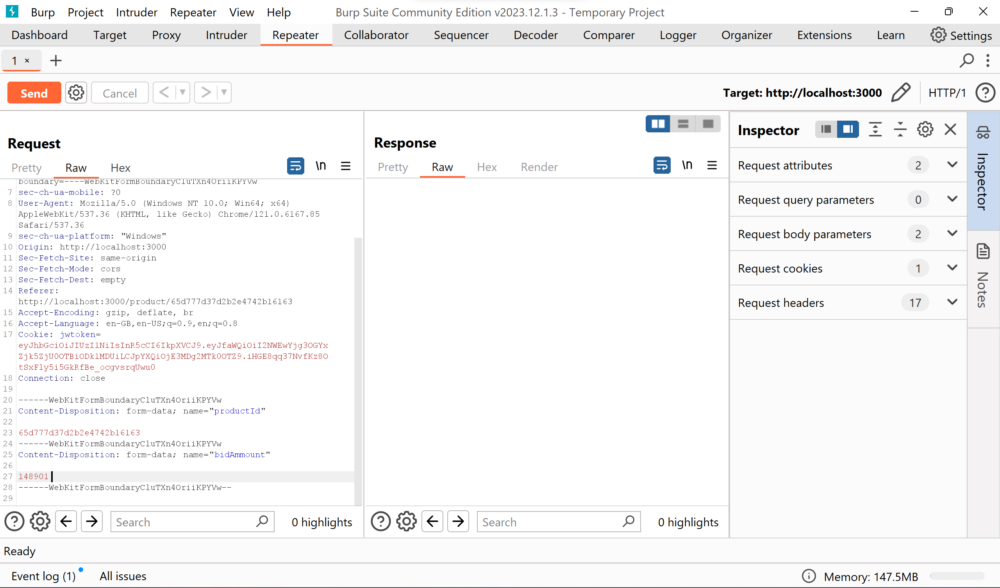 Burp Project Intruder Repeater View Help Burp Suite Community Edition v2023.12.1.3 - Temporary Project
Dashboard Target Proxy Intruder Repeater Collaborator Sequencer Decoder Comparer Logger Organizer Extensions Learn Settings
1 × +
Send Cancel < > Target: http://localhost:3000 HTTP/1 ?
Request
Pretty Raw Hex \n
boundary=----WebKitFormBoundaryCluTXn4OriiKPYVw
7 sec-ch-ua-mobile: ?0
8 User-Agent: Mozilla/5.0 (Windows NT 10.0; Win64; x64)
AppleWebKit/537.36 (KHTML, like Gecko) Chrome/121.0.6167.85
Safari/537.36
9 sec-ch-ua-platform: "Windows"
10 Origin: http://localhost:3000
11 Sec-Fetch-Site: same-origin
12 Sec-Fetch-Mode: cors
13 Sec-Fetch-Dest: empty
14 Referer:
http://localhost:3000/product/65d777d37d2b2e4742b16163
15 Accept-Encoding: gzip, deflate, br
16 Accept-Language: en-GB,en-US;q=0.9,en;q=0.8
17 Cookie: jwtoken=
eyJhbGciOiJIUzI1NiIsInR5cCI6IkpXVCJ9.eyJfaWQiOiI2NWEwYjg3OGYx
Zjk5ZjU0OTBiODk1MDUiLCJpYXQiOjE3MDg2MTk0OTZ9.iHGE8qq37NvfKz8O
tSxFly5i5GkRfBe_ocgvsrqUwu0
18 Connection: close
19
20 ------WebKitFormBoundaryCluTXn4OriiKPYVw
21 Content-Disposition: form-data; name="productId"
22
23 65d777d37d2b2e4742b16163
24 ------WebKitFormBoundaryCluTXn4OriiKPYVw
25 Content-Disposition: form-data; name="bidAmmount"
26
27 148901
28 ------WebKitFormBoundaryCluTXn4OriiKPYVw--
29
? Search 0 highlights
Response
Pretty Raw Hex Render \n
? Search 0 highlights
Inspector
Request attributes 2
Request query parameters 0
Request body parameters 2
Request cookies 1
Request headers 17
Inspector
Notes
Ready
Event log (1) All issues Memory: 147.5MB